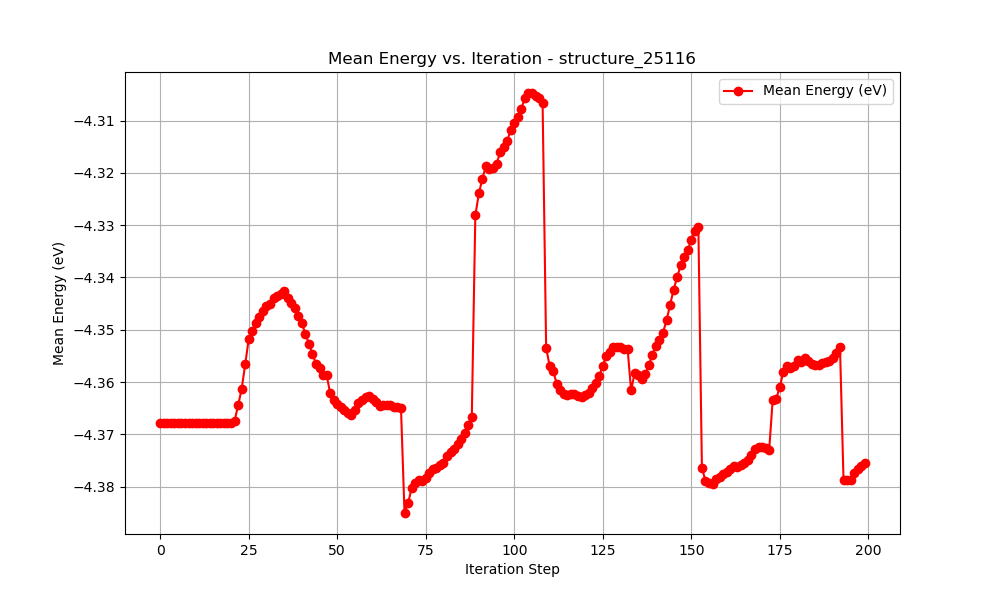 Mean Energy vs. Iteration - structure_25116
Mean Energy (eV)
−4.31
−4.32
−4.33
−4.34
−4.35
−4.36
−4.37
−4.38
Mean Energy (eV)
0 25 50 75 100 125 150 175 200
Iteration Step